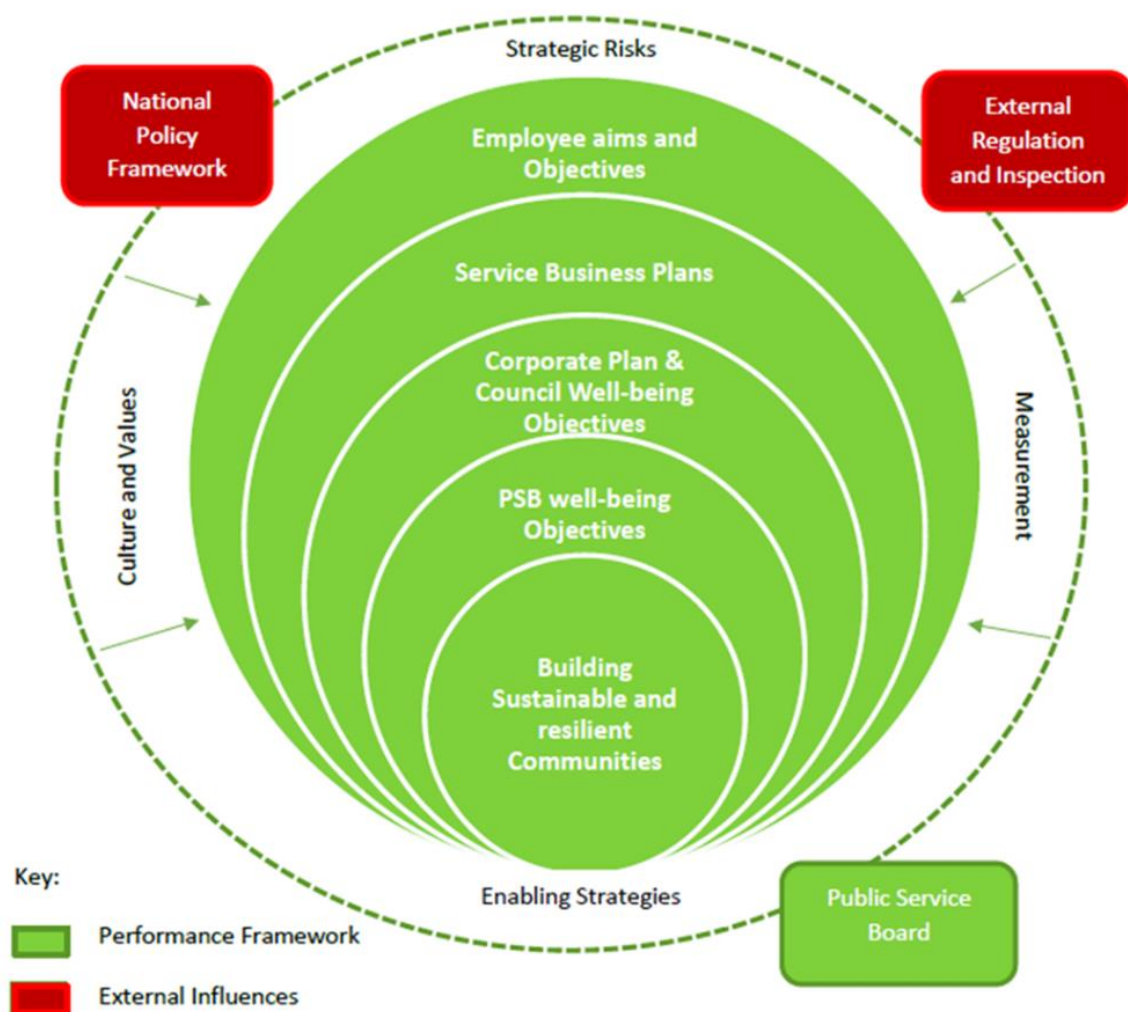 Strategic Risks
National
Policy
Framework
External
Regulation
and Inspection
Employee aims and
Objectives
Service Business Plans
Corporate Plan &
Council Well-being
Objectives
Culture and Values
Measurement
PSB well-being
Objectives
Building
Sustainable and
resilient
Communities
Enabling Strategies
Public Service
Board
Key:
Performance Framework
External Influences